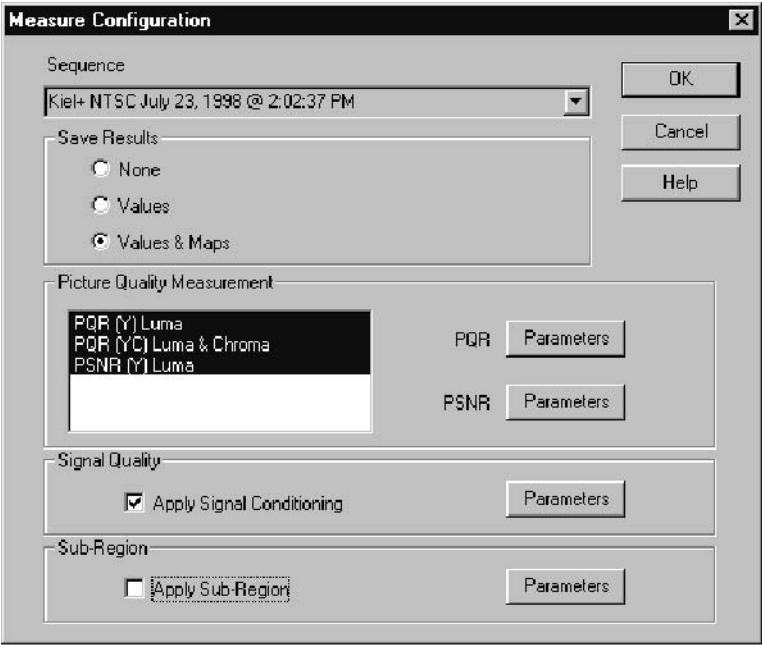 Measure Configuration
Sequence
Kiel+ NTSC July 23, 1998 @ 2:02:37 PM
OK
Cancel
Help
Save Results
None
Values
Values & Maps
Picture Quality Measurement
PQR (Y) Luma
PQR (YC) Luma & Chroma
PSNR (Y) Luma
PQR Parameters
PSNR Parameters
Signal Quality
Apply Signal Conditioning Parameters
Sub-Region
Apply Sub-Region Parameters